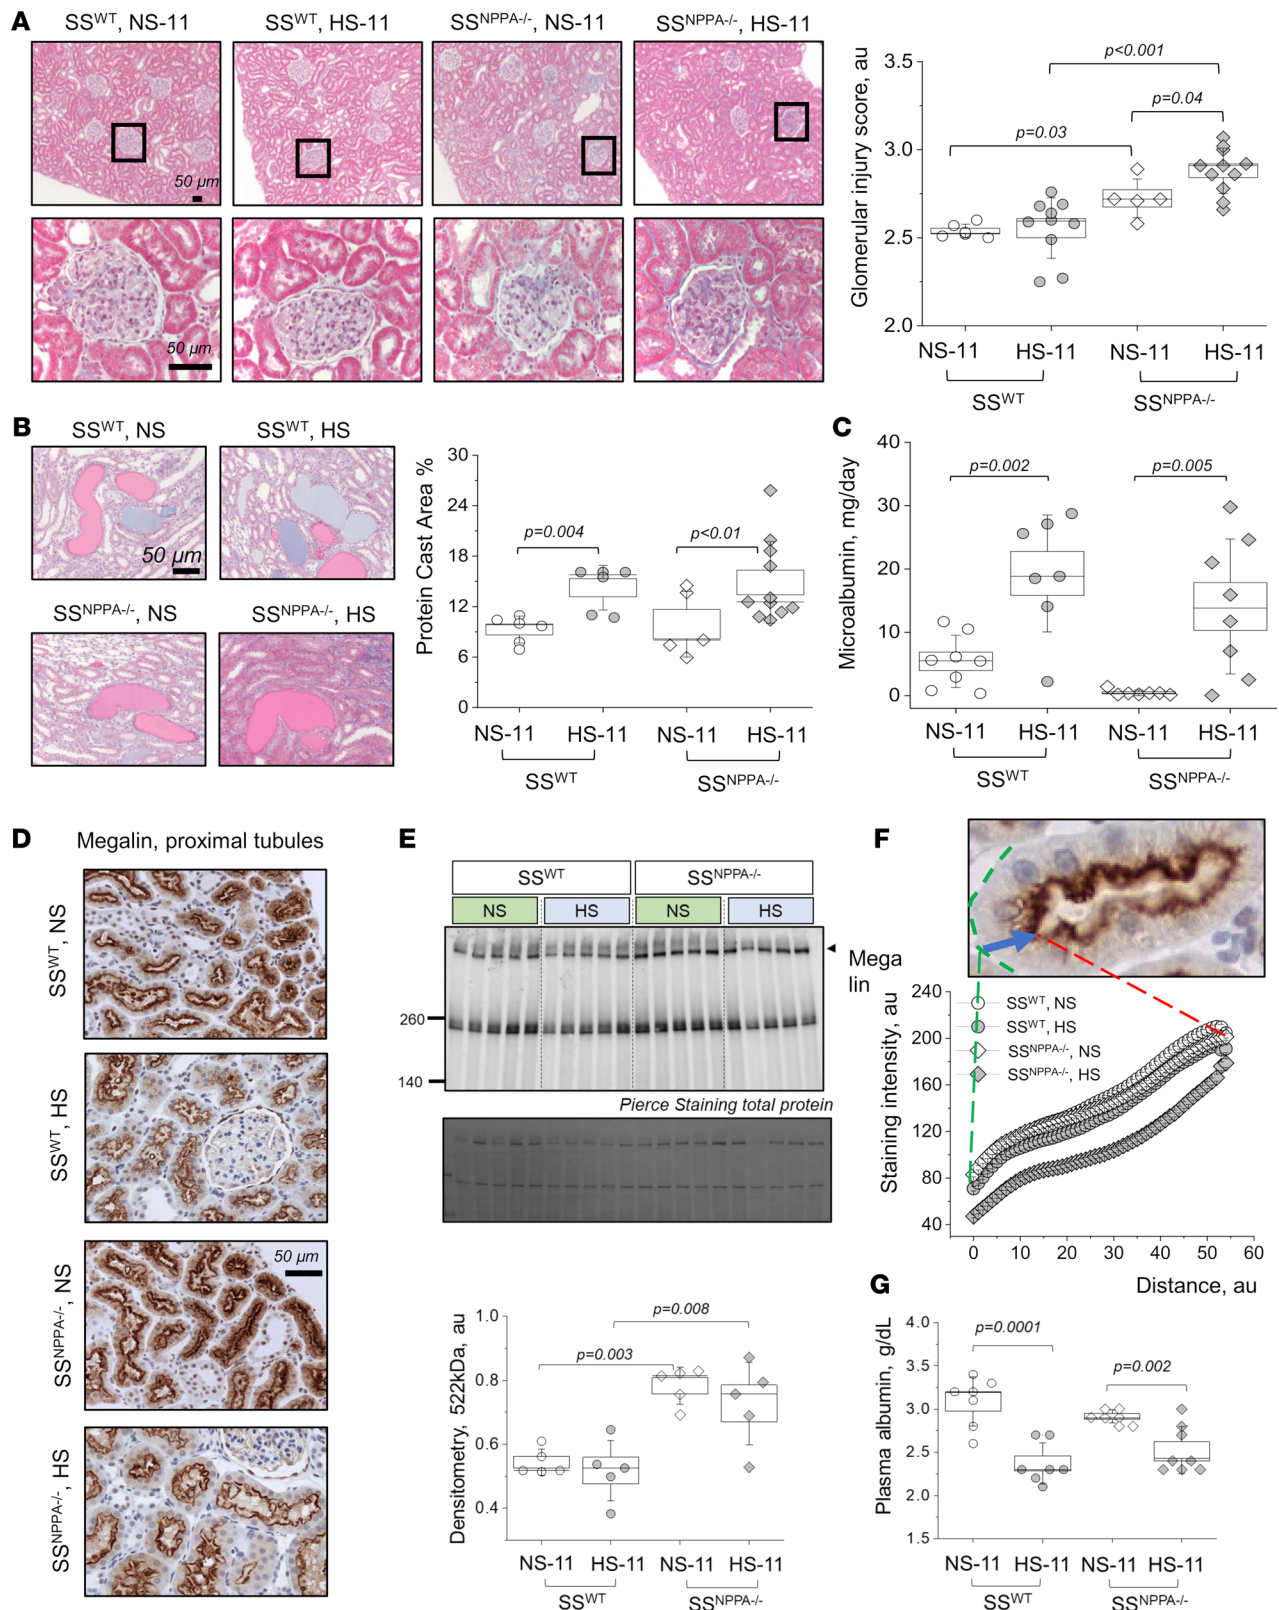 A
SSWT, NS-11
SSWT, HS-11
SSNPPA-/-, NS-11
SSNPPA-/-, HS-11
50 µm
50 µm
Glomerular injury score, au
3.5
3.0
2.5
2.0
p<0.001
p=0.04
p=0.03
NS-11
HS-11
NS-11
HS-11
SSWT
SSNPPA-/-
B
SSWT, NS
SSWT, HS
50 µm
SSNPPA-/-, NS
SSNPPA-/-, HS
Protein Cast Area %
30
24
18
12
6
0
p=0.004
p<0.01
NS-11
HS-11
NS-11
HS-11
SSWT
SSNPPA-/-
C
Microalbumin, mg/day
40
30
20
10
0
p=0.002
p=0.005
NS-11
HS-11
NS-11
HS-11
SSWT
SSNPPA-/-
D
Megalin, proximal tubules
SSWT, NS
SSWT, HS
SSNPPA-/-, NS
50 µm
SSNPPA-/-, HS
E
SSWT
SSNPPA-/-
NS
HS
NS
HS
Mega
lin
260
140
Pierce Staining total protein
Densitometry, 522kDa, au
1.0
0.8
0.6
0.4
p=0.008
p=0.003
NS-11
HS-11
NS-11
HS-11
SSWT
SSNPPA-/-
F
Staining intensity, au
240
200
160
120
80
40
SSWT, NS
SSWT, HS
SSNPPA-/-, NS
SSNPPA-/-, HS
0
10
20
30
40
50
60
Distance, au
G
Plasma albumin, g/dL
4.0
3.5
3.0
2.5
2.0
1.5
p=0.0001
p=0.002
NS-11
HS-11
NS-11
HS-11
SSWT
SSNPPA-/-